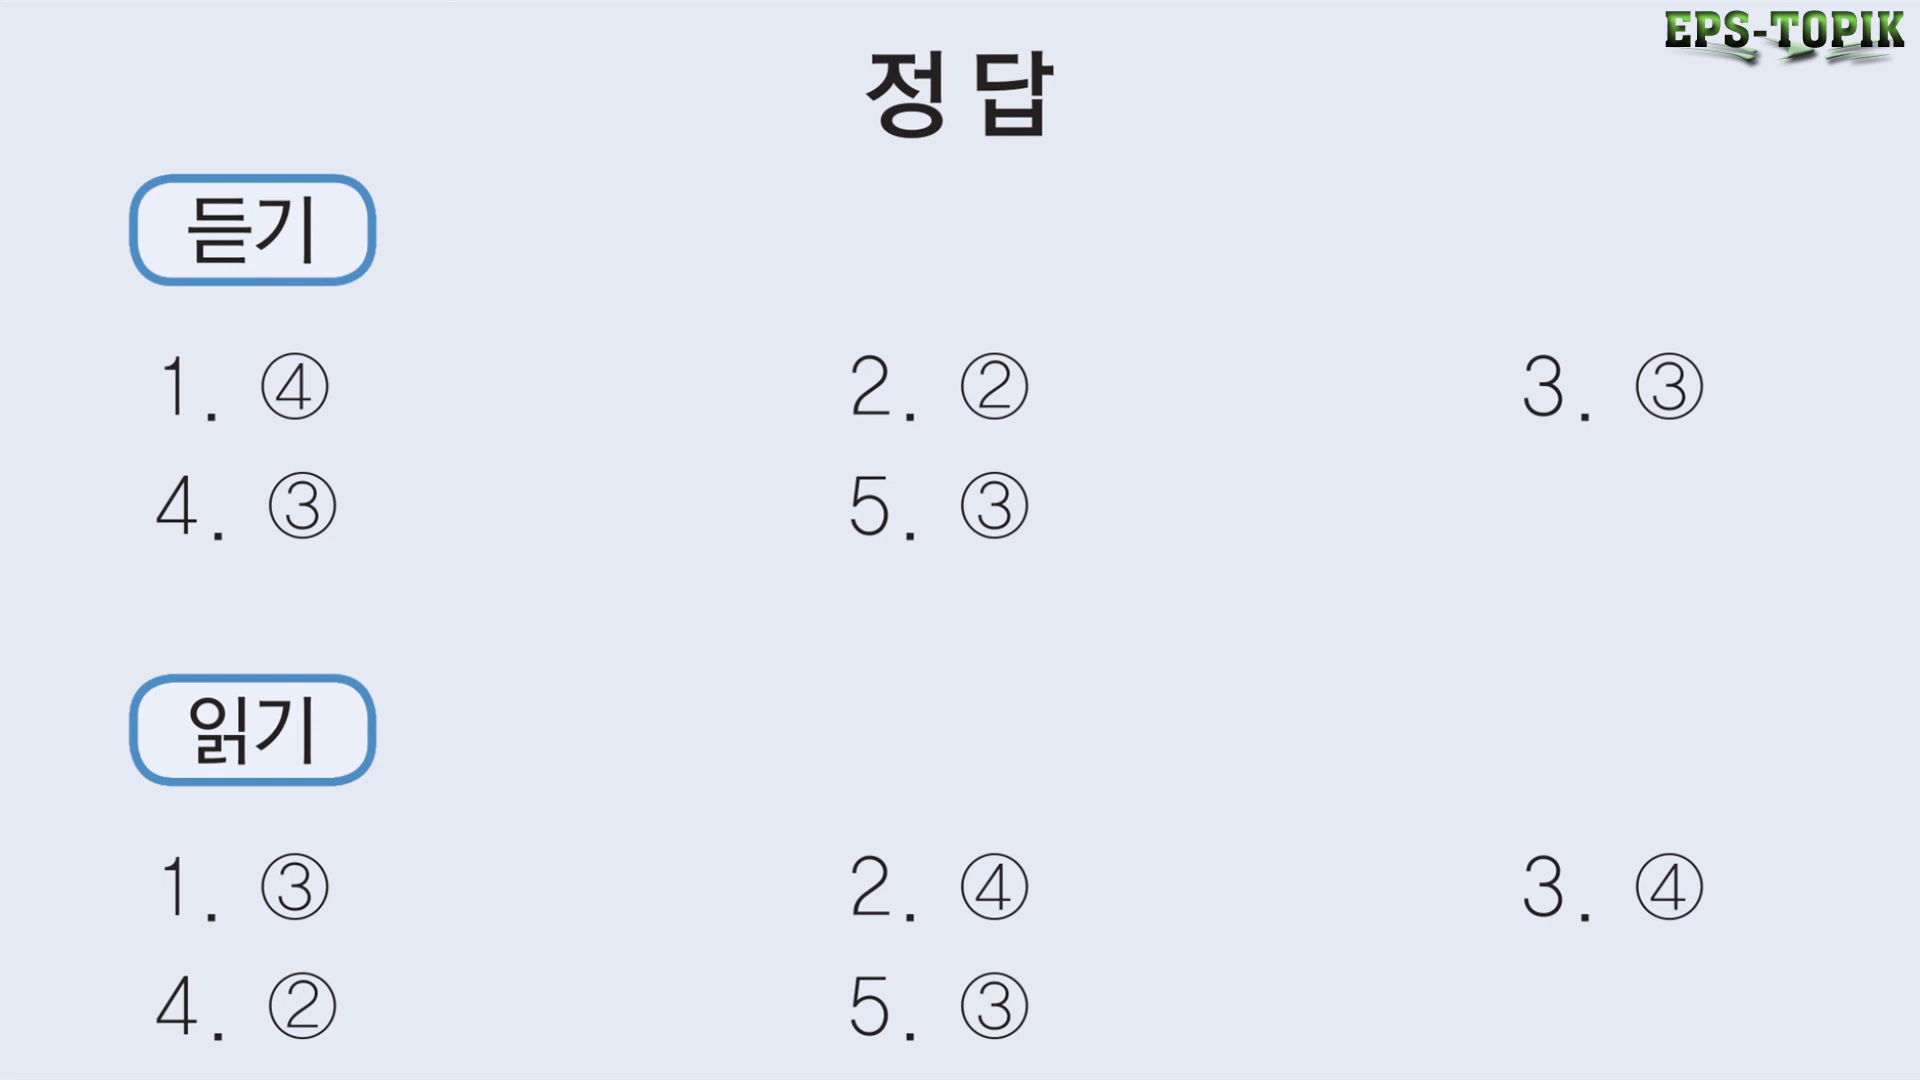 EPS-TOPIK
정답
듣기
1. ④ 2. ② 3. ③
4. ③ 5. ③
읽기
1. ③ 2. ④ 3. ④
4. ② 5. ③